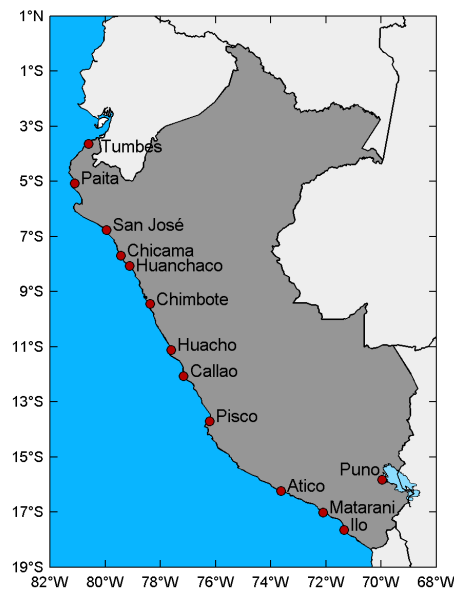 1°N
1°S
3°S
Tumbes
5°S
Paita
San José
7°S
Chicama
Huanchaco
9°S
Chimbote
11°S
Huacho
Callao
13°S
Pisco
15°S
Puno
Atico
17°S
Matarani
Ilo
19°S
82°W 80°W 78°W 76°W 74°W 72°W 70°W 68°W